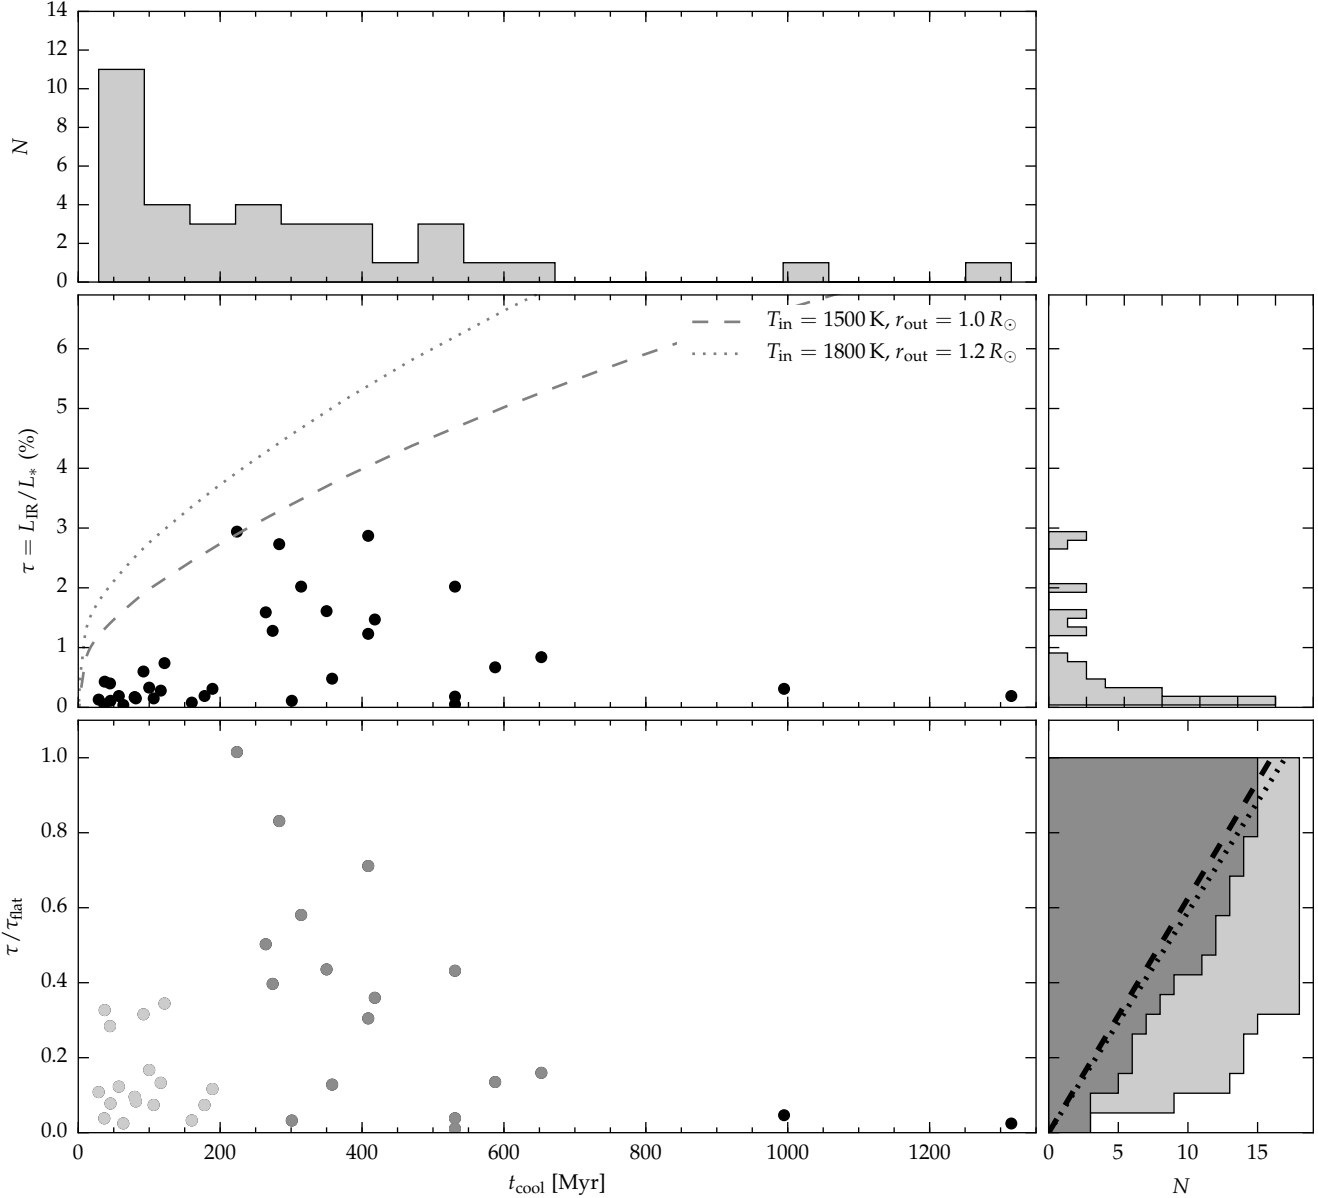 14
12
10
8
6
4
2
0
N
T_in = 1500 K, r_out = 1.0 R_⊙
T_in = 1800 K, r_out = 1.2 R_⊙
6
5
4
3
2
1
0
τ = L_IR/L_* (%)
1.0
0.8
0.6
0.4
0.2
0.0
τ/τ_flat
0 200 400 600 800 1000 1200
t_cool [Myr]
0 5 10 15
N